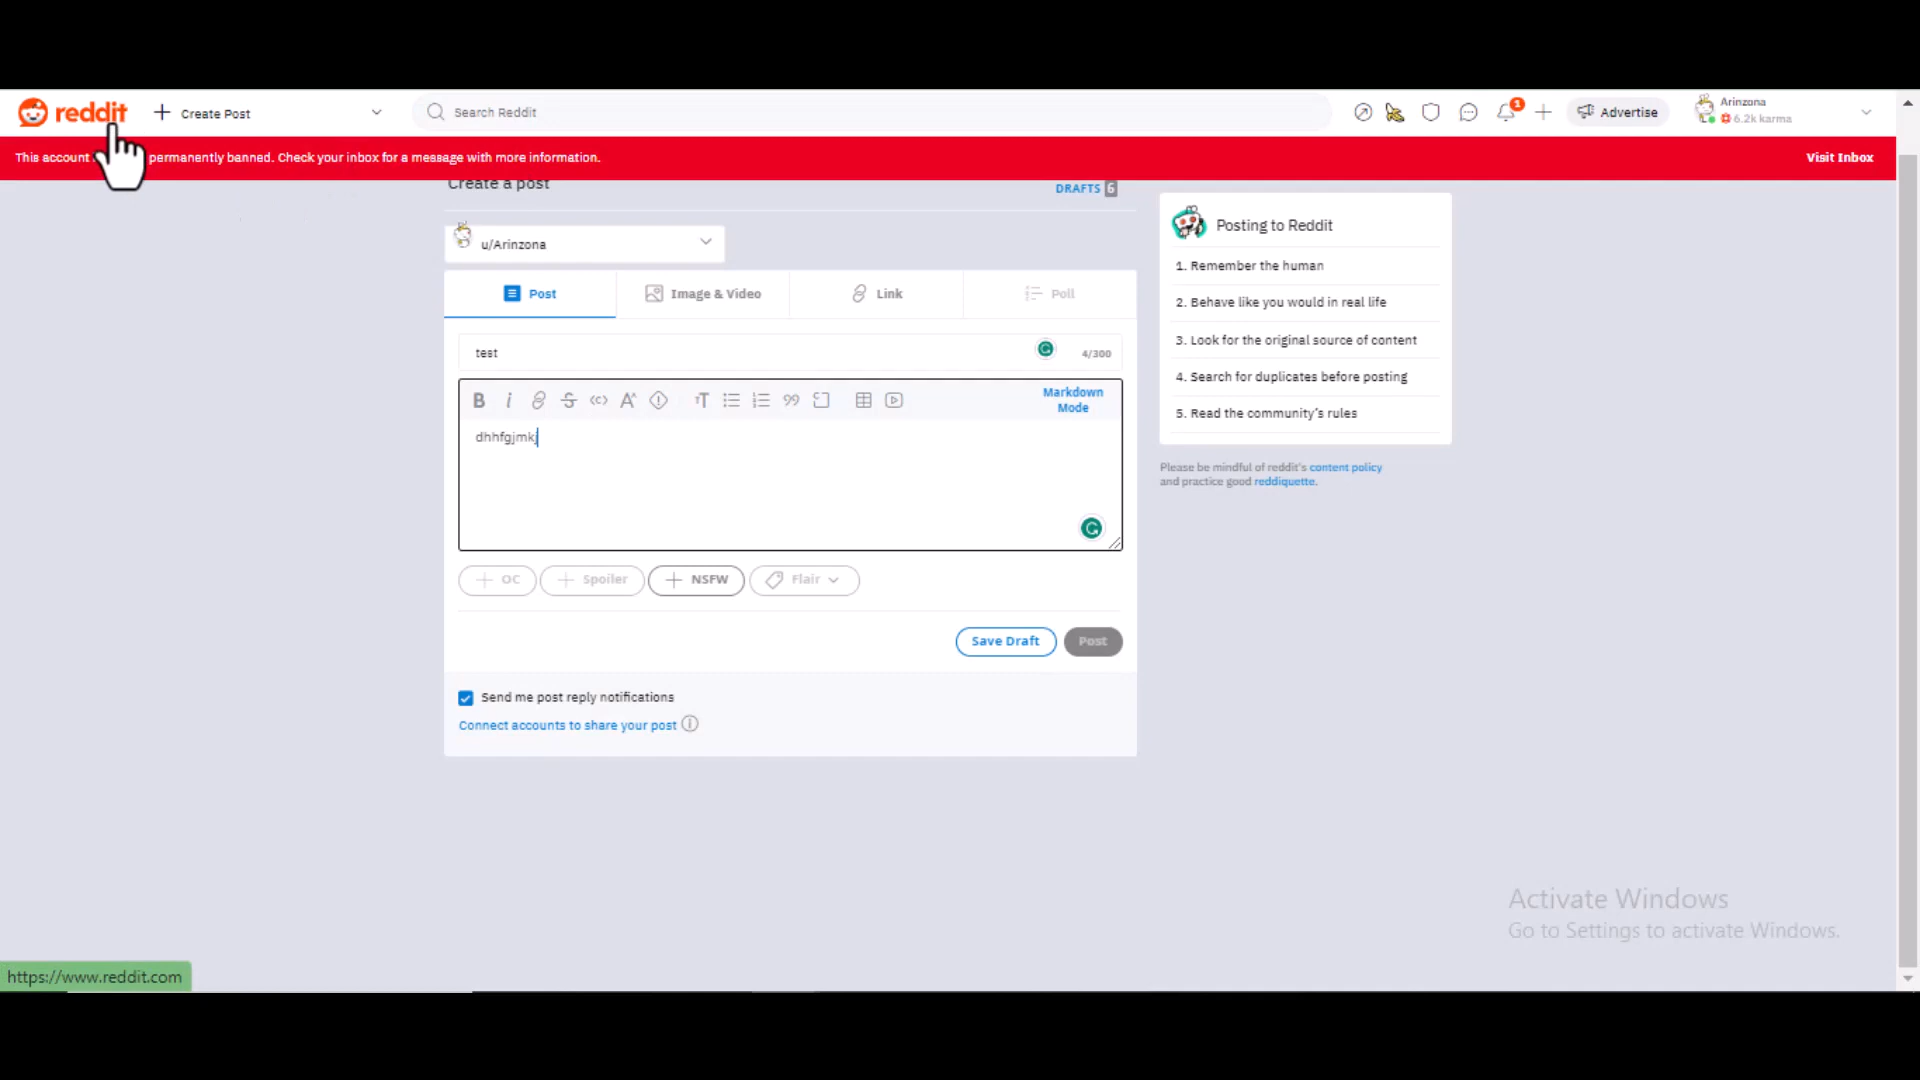 reddit
Create Post
Search Reddit
1
Advertise
Arinzona
6.2k karma
This account permanently banned. Check your inbox for a message with more information.
Visit Inbox
Create a post
DRAFTS 6
u/Arinzona
Post
Image & Video
Link
Poll
test
4/300
Markdown
Mode
dhhfgjmkj
OC
Spoiler
NSFW
Flair
Save Draft
Post
Send me post reply notifications
Connect accounts to share your post
Posting to Reddit
1. Remember the human
2. Behave like you would in real life
3. Look for the original source of content
4. Search for duplicates before posting
5. Read the community's rules
Please be mindful of reddit's content policy
and practice good reddiquette.
Activate Windows
Go to Settings to activate Windows.
https://www.reddit.com